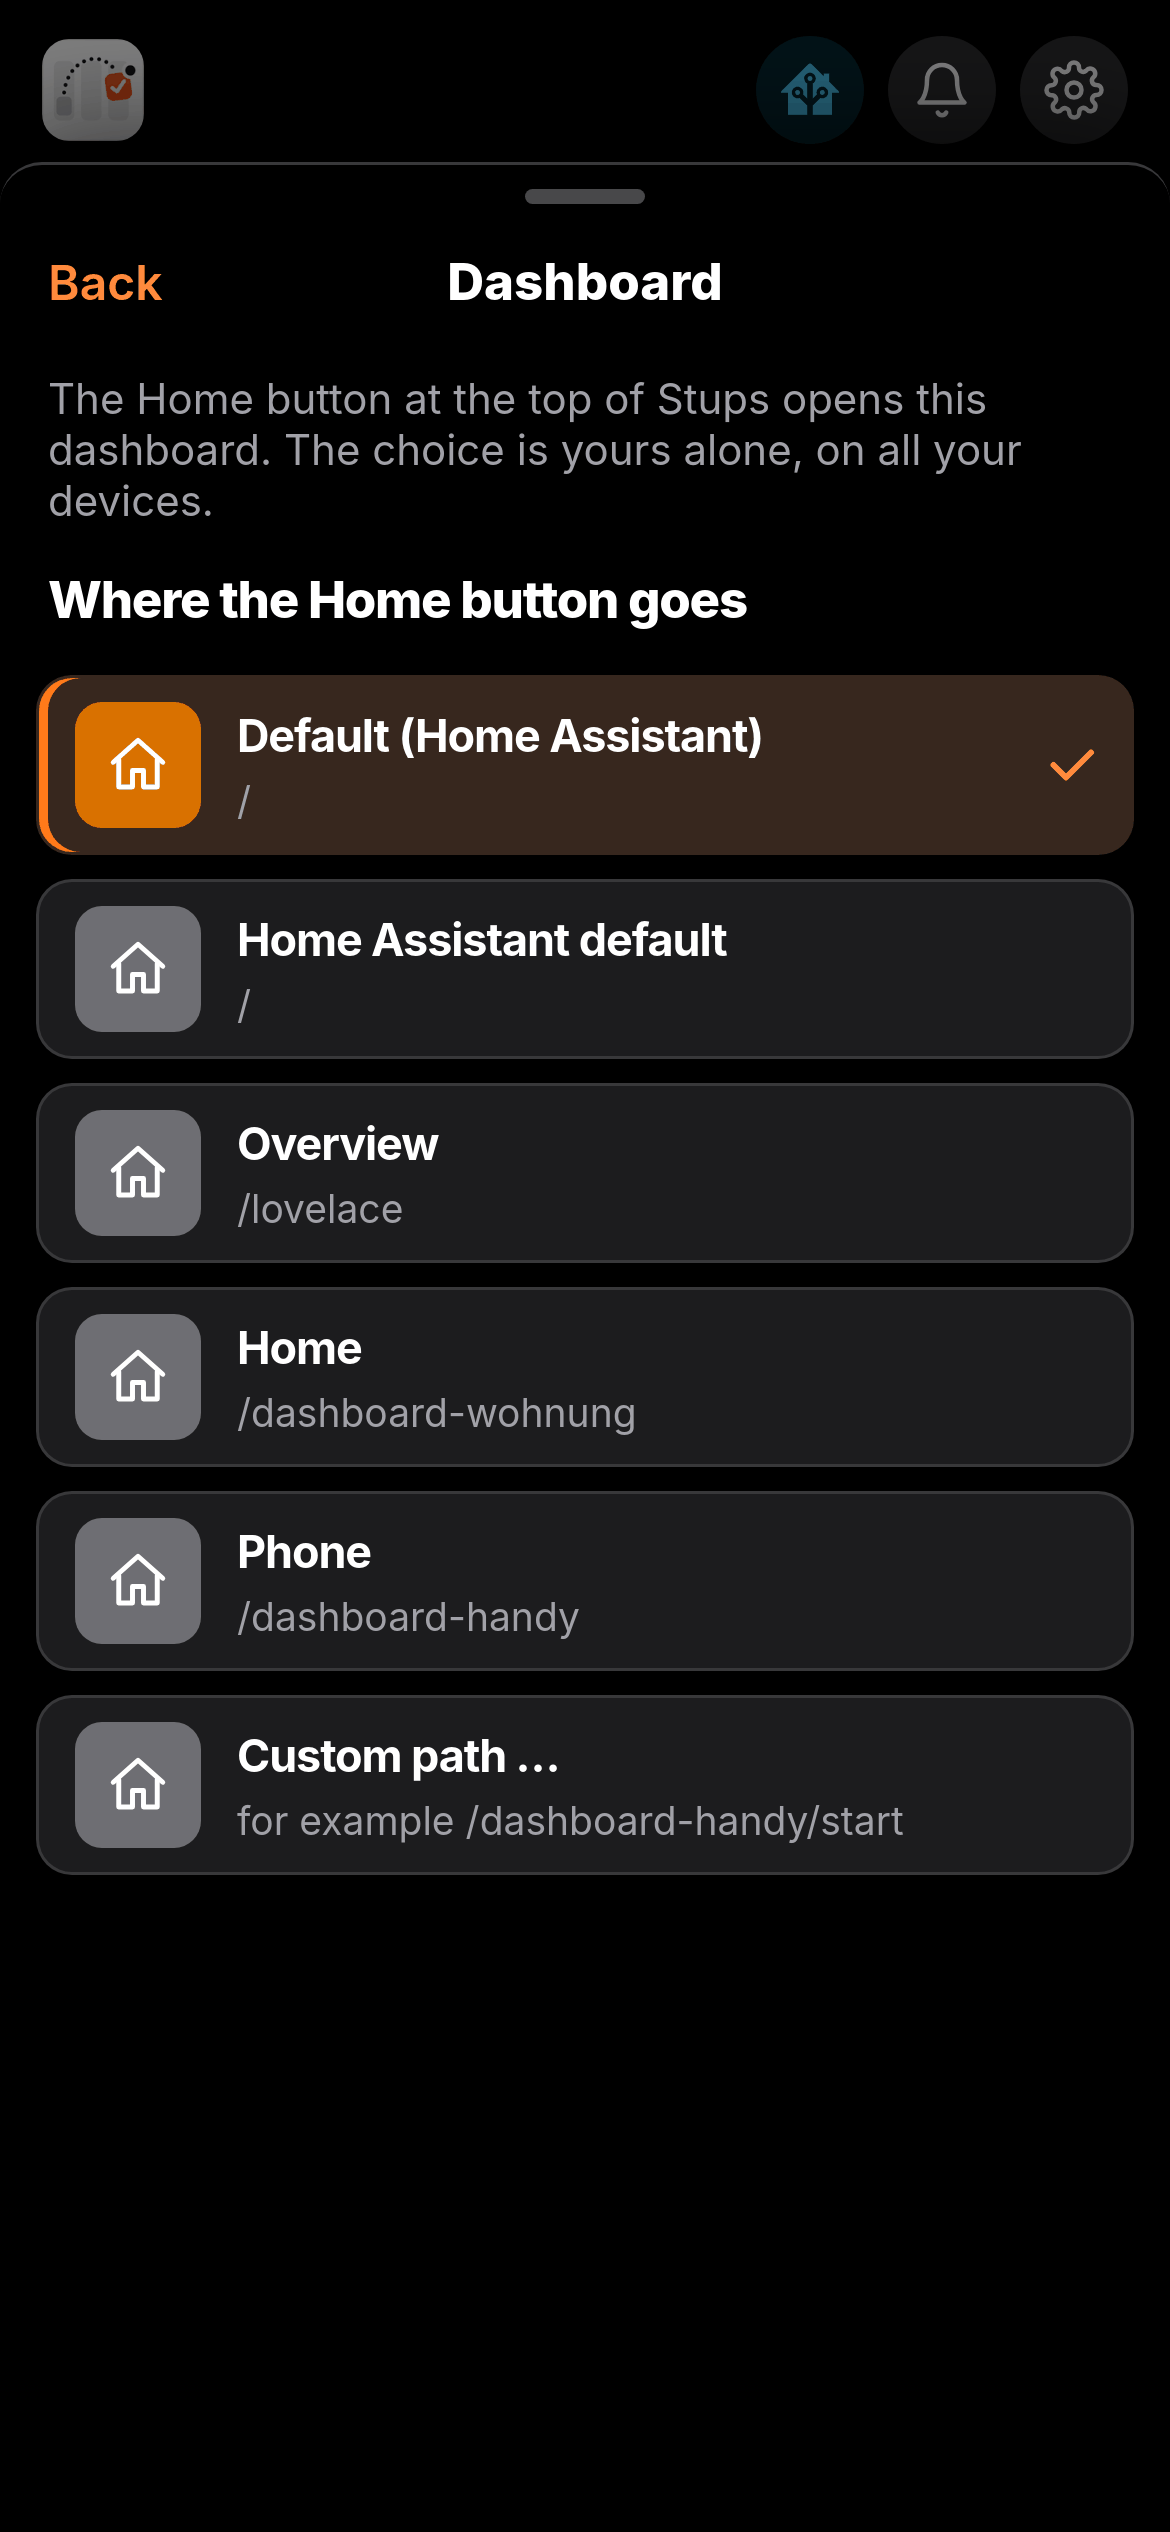 Back
Dashboard
The Home button at the top of Stups opens this
dashboard. The choice is yours alone, on all your
devices.
Where the Home button goes
Default (Home Assistant)
/
Home Assistant default
/
Overview
/lovelace
Home
/dashboard-wohnung
Phone
/dashboard-handy
Custom path …
for example /dashboard-handy/start